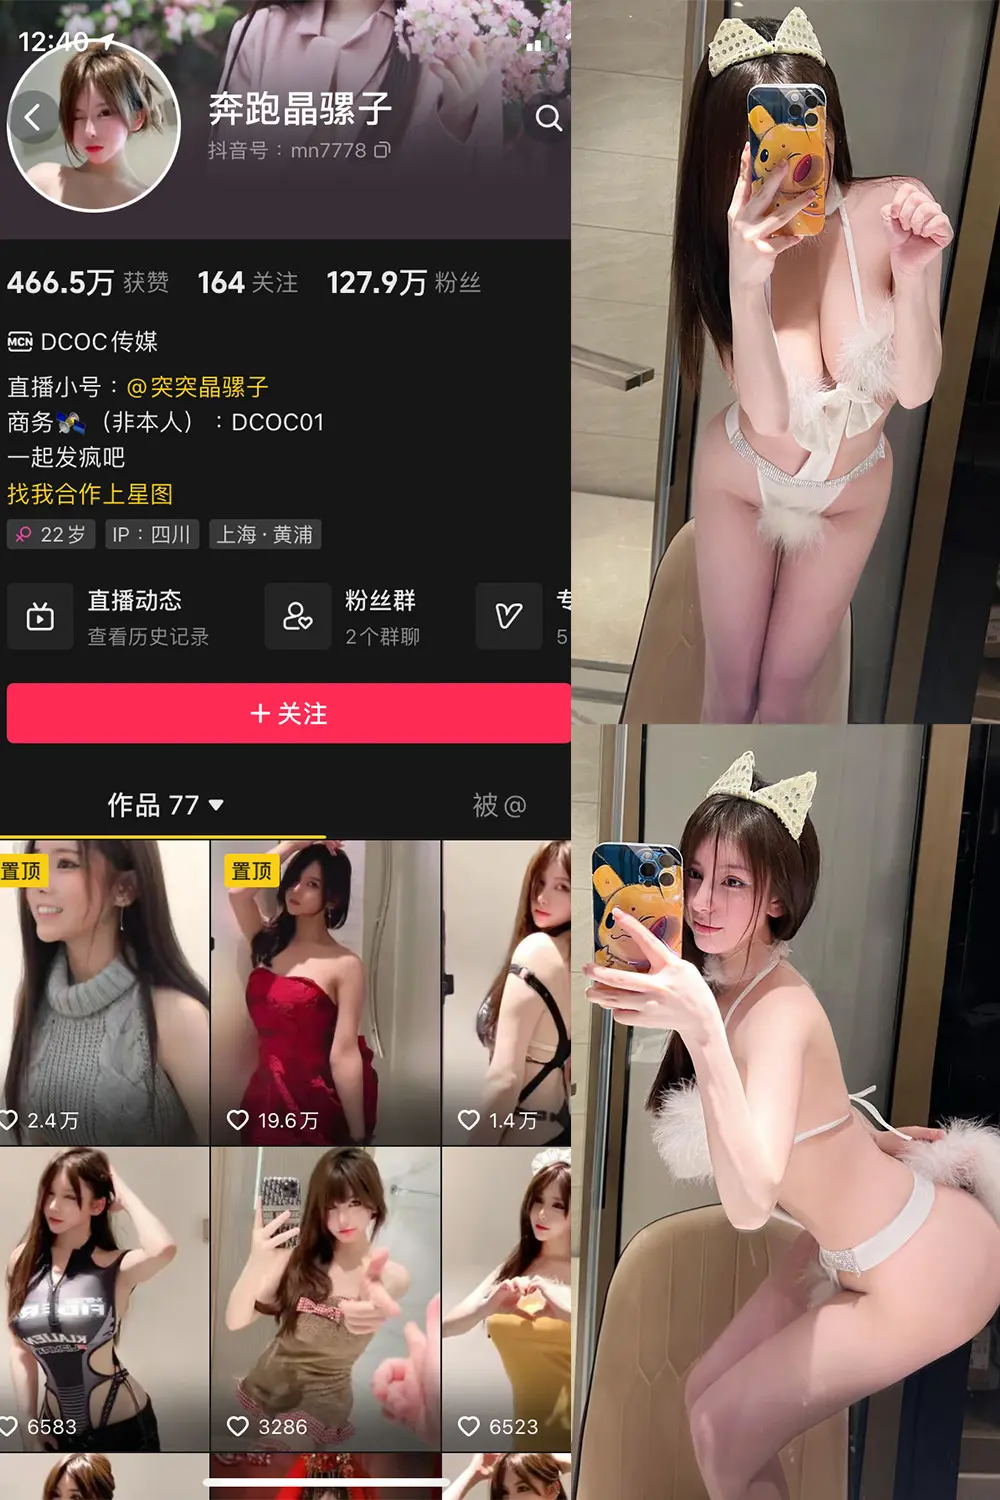 12:40
奔跑晶骡子
抖音号：mn7778
466.5万 获赞 164 关注 127.9万 粉丝
MCN DCOC传媒
直播小号：@突突晶骡子
商务（非本人）：DCOC01
一起发疯吧
找我合作上星图
22岁 IP：四川 上海·黄浦
直播动态 粉丝群
查看历史记录 2个群聊 5
+ 关注
作品 77 被@
置顶 置顶
2.4万 19.6万 1.4万
6583 3286 6523